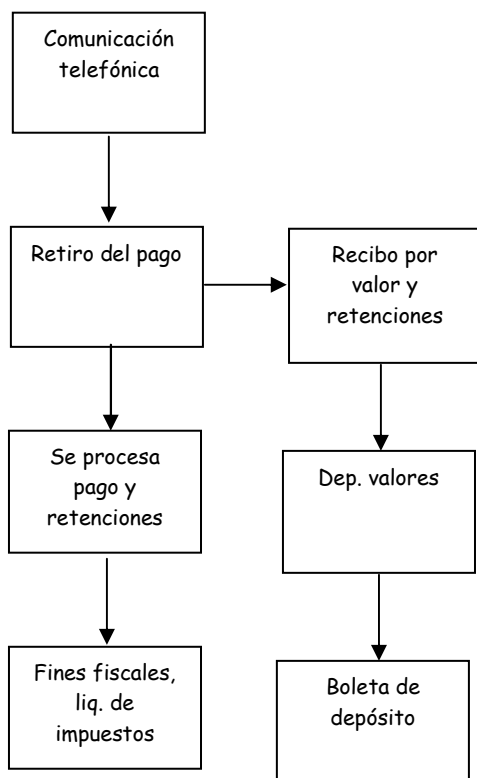 Comunicación
telefónica
Retiro del pago
Recibo por
valor y
retenciones
Se procesa
pago y
retenciones
Dep. valores
Fines fiscales,
liq. de
impuestos
Boleta de
depósito